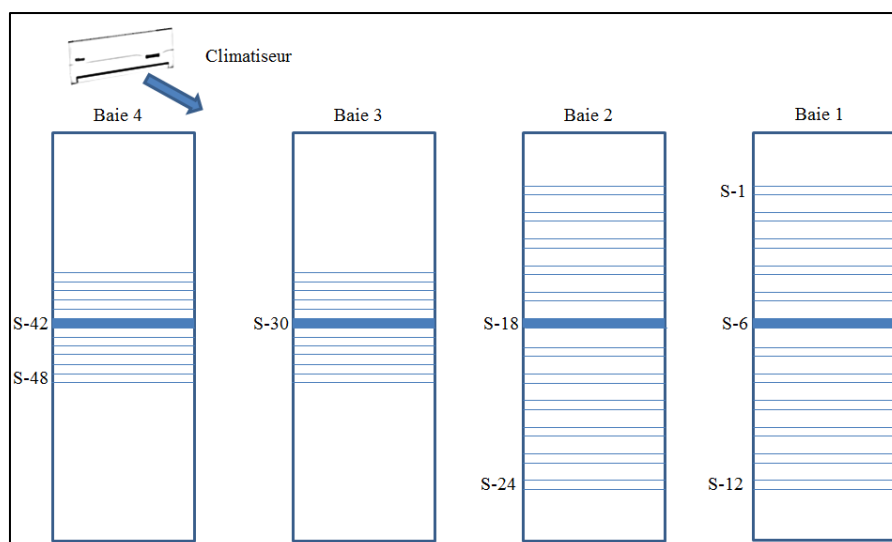 Climatiseur
Baie 4
Baie 3
Baie 2
Baie 1
S-1
S-42
S-30
S-18
S-6
S-48
S-24
S-12